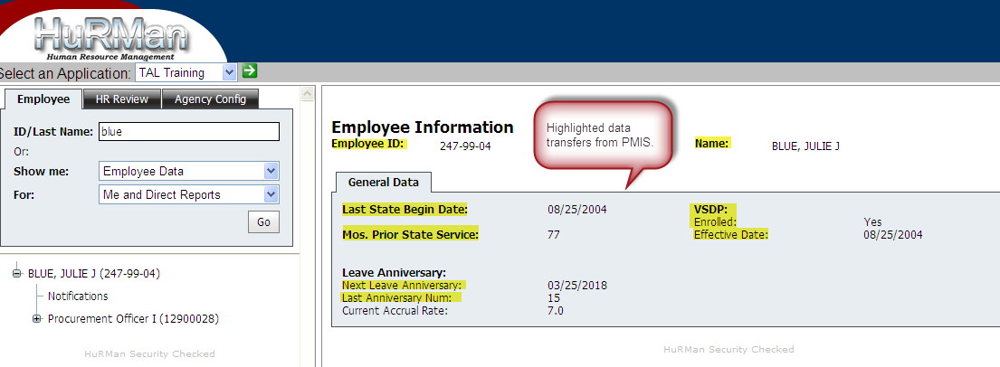 HuRMan
Human Resource Management
Select an Application: TAL Training
Employee HR Review Agency Config
ID/Last Name: blue
Or:
Show me: Employee Data
For: Me and Direct Reports
Go
BLUE, JULIE J (247-99-04)
Notifications
Procurement Officer I (12900028)
HuRMan Security Checked
Employee Information
Employee ID: 247-99-04
Highlighted data
transfers from PMIS.
Name: BLUE, JULIE J
General Data
Last State Begin Date: 08/25/2004
VSDP:
Enrolled: Yes
Mos. Prior State Service: 77
Effective Date: 08/25/2004
Leave Anniversary:
Next Leave Anniversary: 03/25/2018
Last Anniversary Num: 15
Current Accrual Rate: 7.0
HuRMan Security Checked